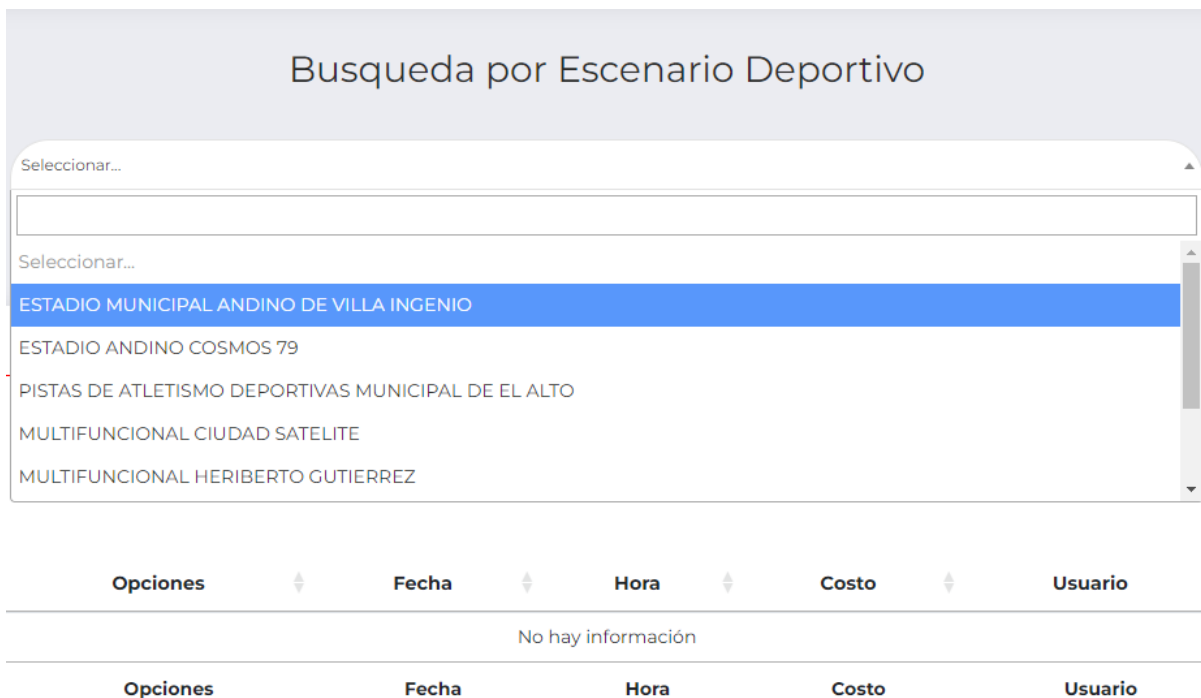 Busqueda por Escenario Deportivo
Seleccionar...
Seleccionar...
ESTADIO MUNICIPAL ANDINO DE VILLA INGENIO
ESTADIO ANDINO COSMOS 79
PISTAS DE ATLETISMO DEPORTIVAS MUNICIPAL DE EL ALTO
MULTIFUNCIONAL CIUDAD SATELITE
MULTIFUNCIONAL HERIBERTO GUTIERREZ
Opciones Fecha Hora Costo Usuario
No hay información
Opciones Fecha Hora Costo Usuario